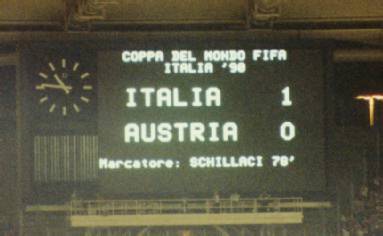 COPPA DEL MONDO FIFA
ITALIA '90
ITALIA 1
AUSTRIA 0
Marcatore: SCHILLACI 78'